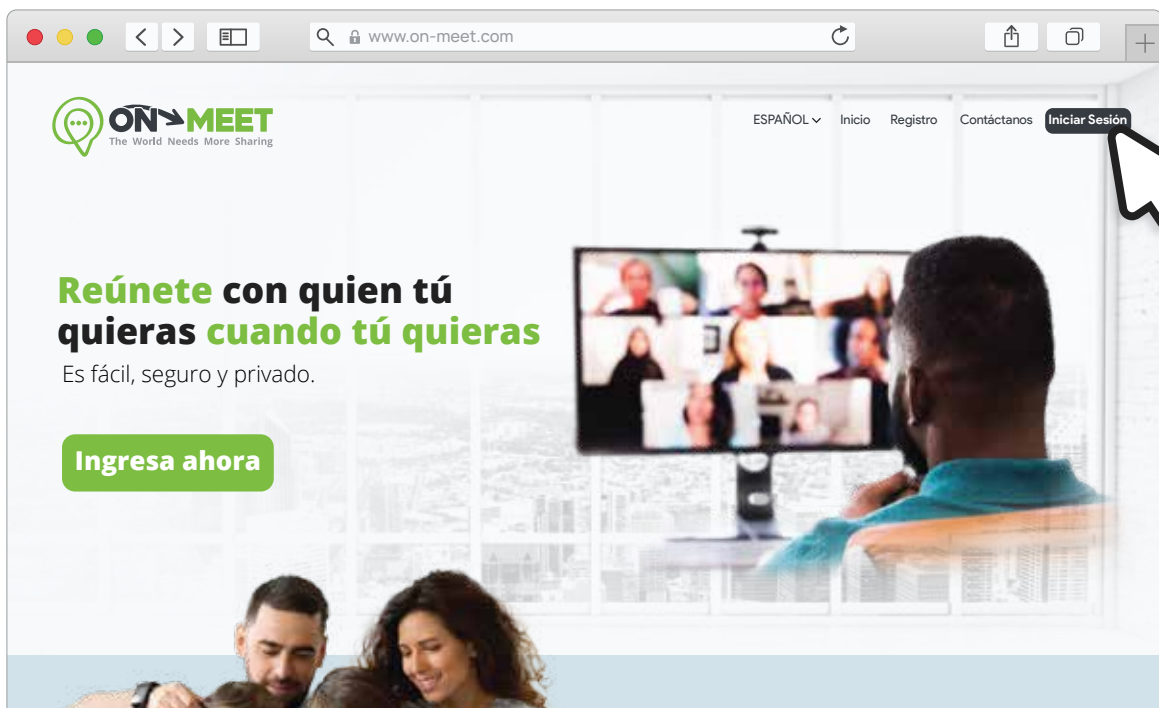 www.on-meet.com
ON MEET
The World Needs More Sharing
ESPAÑOL Inicio Registro Contáctanos Iniciar Sesión
Reúnete con quien tú
quieras cuando tú quieras
Es fácil, seguro y privado.
Ingresa ahora